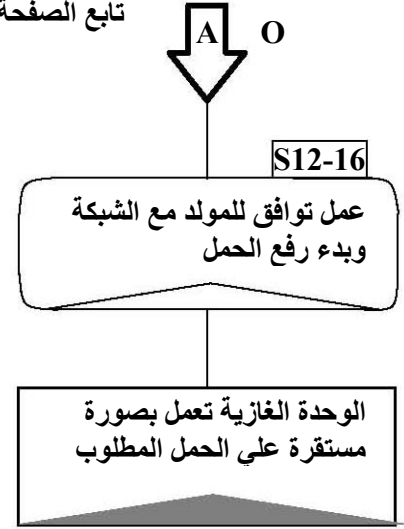 تابع الصفحة
A O
S12-16
عمل توافق للمولد مع الشبكة
وبدء رفع الحمل
الوحدة الغازية تعمل بصورة
مستقرة علي الحمل المطلوب